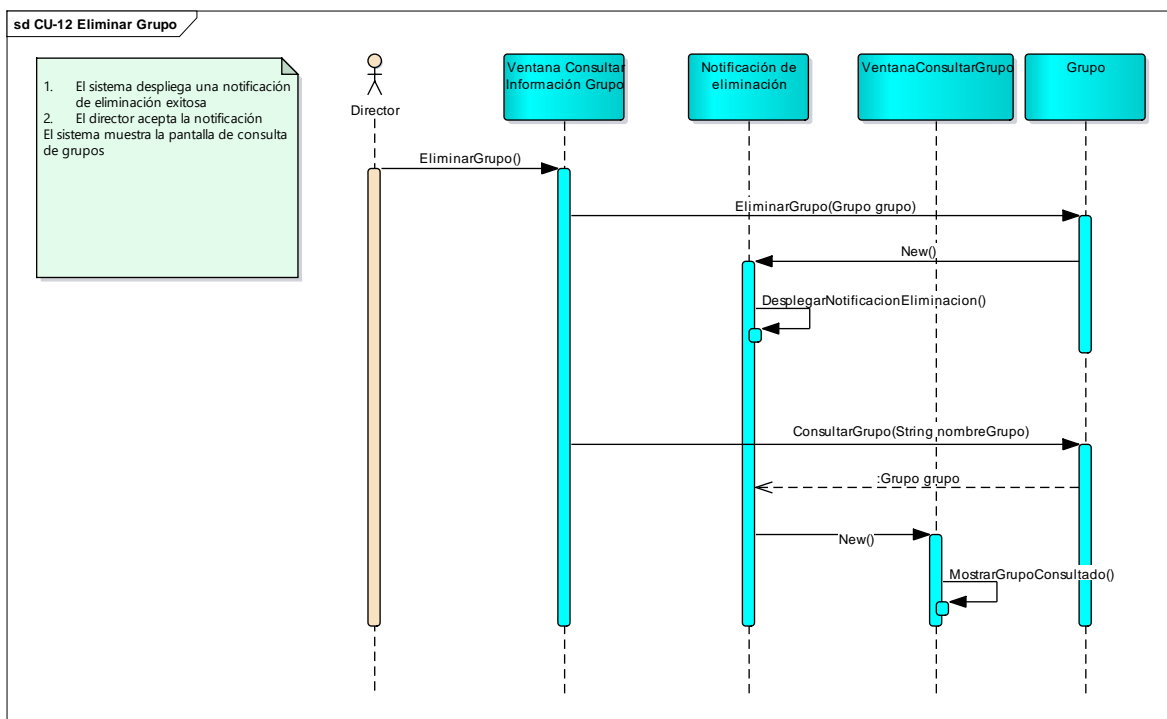 sd CU-12 Eliminar Grupo
1. El sistema despliega una notificación
de eliminación exitosa
2. El director acepta la notificación
El sistema muestra la pantalla de consulta
de grupos
Director
Ventana Consultar
Información Grupo
Notificación de
eliminación
VentanaConsultarGrupo
Grupo
EliminarGrupo()
EliminarGrupo(Grupo grupo)
New()
DesplegarNotificacionEliminacion()
ConsultarGrupo(String nombreGrupo)
:Grupo grupo
New()
MostrarGrupoConsultado()